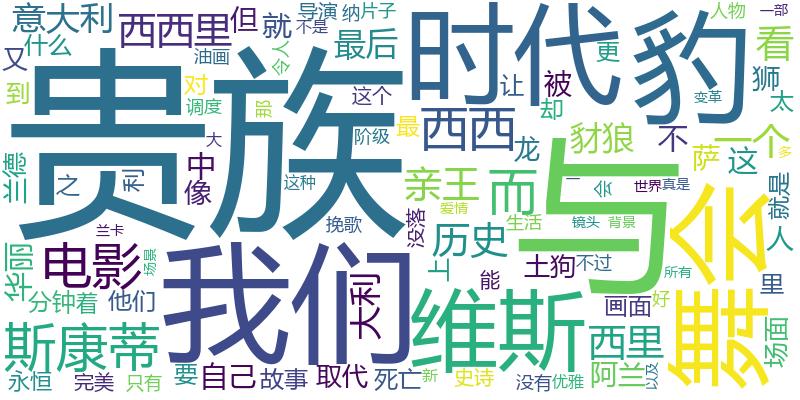 意大利
西西里
但
就
导演
纳
片子
不是
时代
豹
人物
一部
又
什么
油画
令人
最后
更
看
到
对
调度
那
这个
让
被
变革
狮
太
贵族
大
阶级
最
西西
却
豺狼
不
一个
兰德
之
利
中
像
这种
挽歌
龙
与
萨
这
就是
亲王
而
一
会
世界
真是
多
兰卡
没落
爱情
生活
镜头
背景
舞会
人
华丽
电影
场景
我们
大利
历史
上
能
土狗
不过
所有
里
分钟着
他们
维斯
画面
好
场面
斯康蒂
西里
永恒
完美
只有
要
自己
故事
取代
死亡
新
史诗
没有
优雅
阿兰
以及